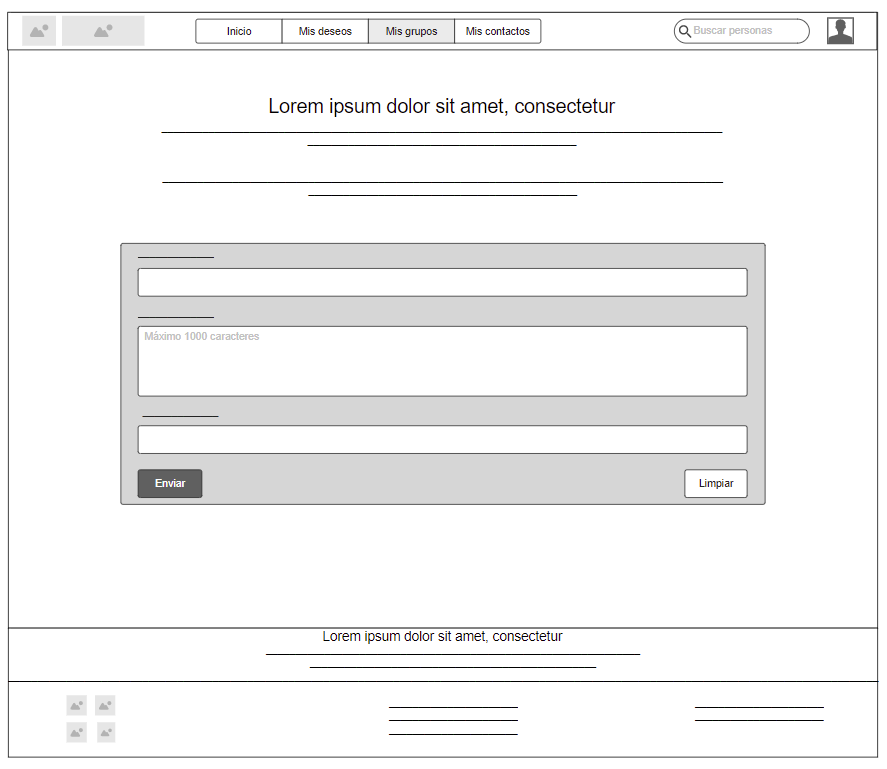 Inicio
Mis deseos
Mis grupos
Mis contactos
Buscar personas
Lorem ipsum dolor sit amet, consectetur
Máximo 1000 caracteres
Enviar
Limpiar
Lorem ipsum dolor sit amet, consectetur